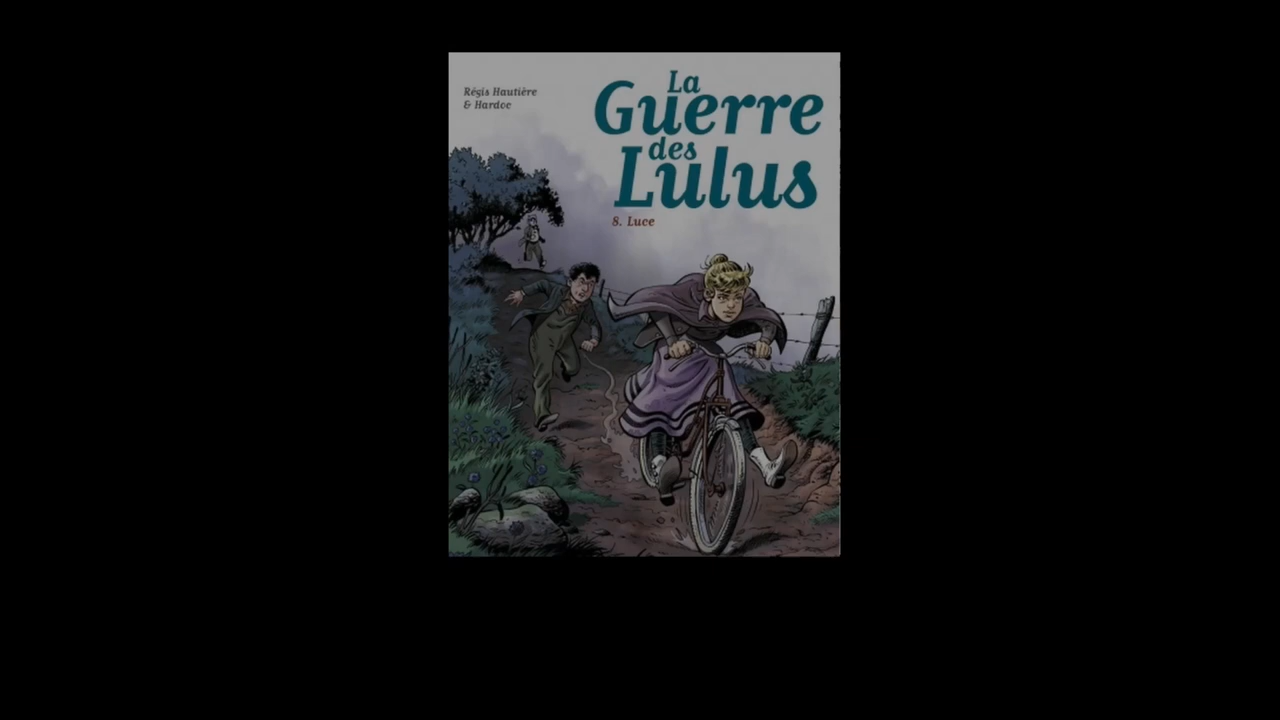 Régis Hautière
& Hardoc
La
Guerre
des
Lulus
8. Luce